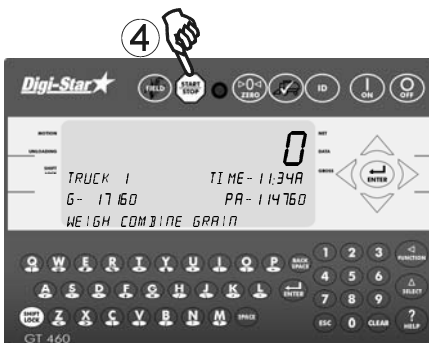 4
Digi-Star
FIELD START STOP >0< ZERO ID ON OFF
MOTION 0 NET
UNLOADING DATA
SHIFT LOCK GROSS
ENTER
TRUCK 1 TIME-11:34A
G- 17160 PA-114760
WEIGH COMBINE GRAIN
Q W E R T Y U I O P BACK SPACE 1 2 3 FUNCTION
A S D F G H J K L ENTER 4 5 6 SELECT
7 8 9
SHIFT LOCK Z X C V B N M SPACE ESC 0 CLEAR ? HELP
GT 460